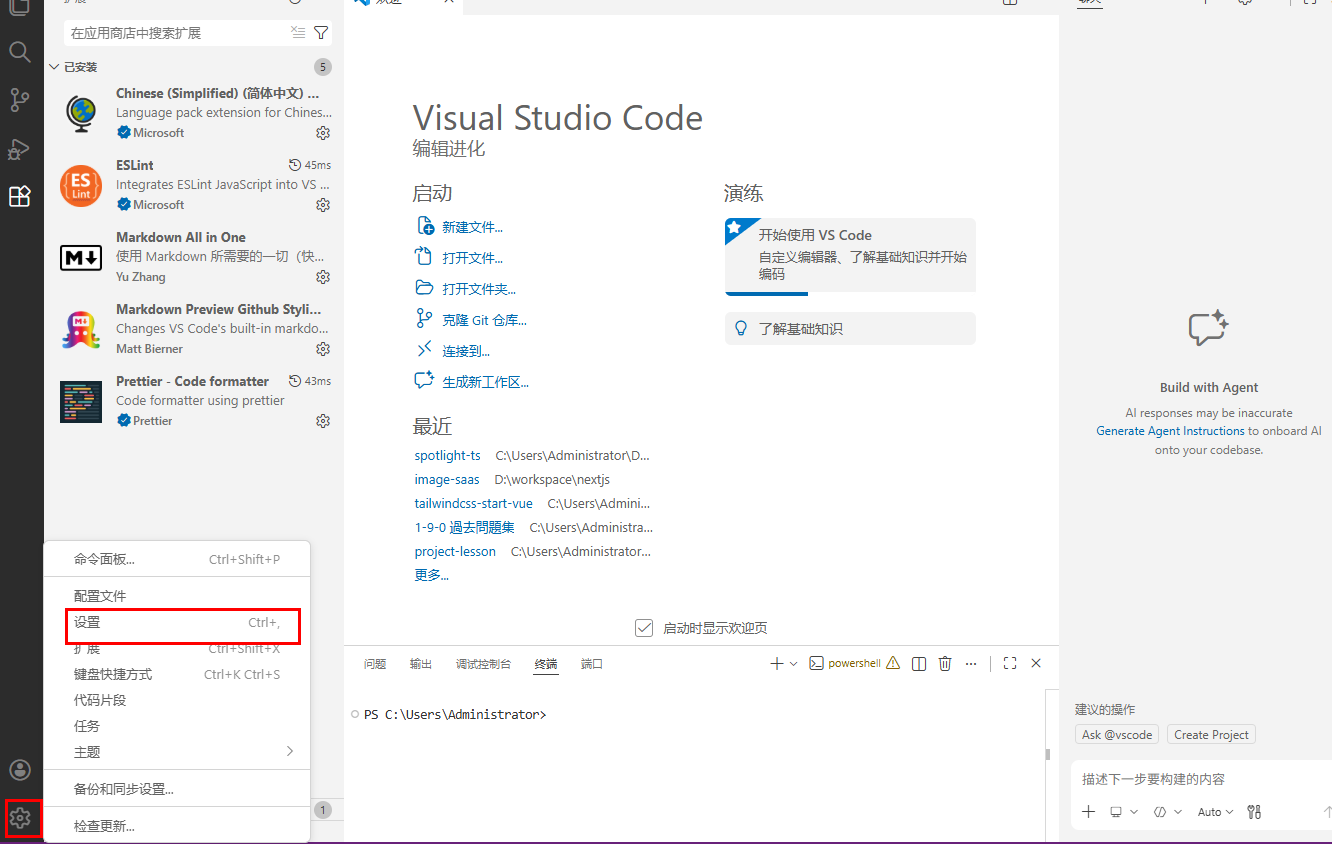 在应用商店中搜索扩展
已安装
5
Chinese (Simplified) (简体中文) ...
Language pack extension for Chines...
Microsoft
ESLint
45ms
Integrates ESLint JavaScript into VS ...
Microsoft
Markdown All in One
使用 Markdown 所需要的一切（快...
Yu Zhang
Markdown Preview Github Styli...
Changes VS Code's built-in markdo...
Matt Bierner
Prettier - Code formatter
43ms
Code formatter using prettier
Prettier
ES
Lint
M
命令面板...
Ctrl+Shift+P
配置文件
设置
Ctrl+,
扩展
Ctrl+Shift+X
键盘快捷方式
Ctrl+K Ctrl+S
代码片段
任务
主题
备份和同步设置...
检查更新...
1
Visual Studio Code
编辑进化
启动
新建文件...
打开文件...
打开文件夹...
克隆 Git 仓库...
连接到...
生成新工作区...
最近
spotlight-ts C:\Users\Administrator\D...
image-saas D:\workspace\nextjs
tailwindcss-start-vue C:\Users\Admini...
1-9-0 過去問題集 C:\Users\Administra...
project-lesson C:\Users\Administrator...
更多...
演练
开始使用 VS Code
自定义编辑器、了解基础知识并开始
编码
了解基础知识
启动时显示欢迎页
问题 输出 调试控制台 终端 端口
powershell
PS C:\Users\Administrator>
Build with Agent
AI responses may be inaccurate
Generate Agent Instructions to onboard AI
onto your codebase.
建议的操作
Ask @vscode
Create Project
描述下一步要构建的内容
Auto